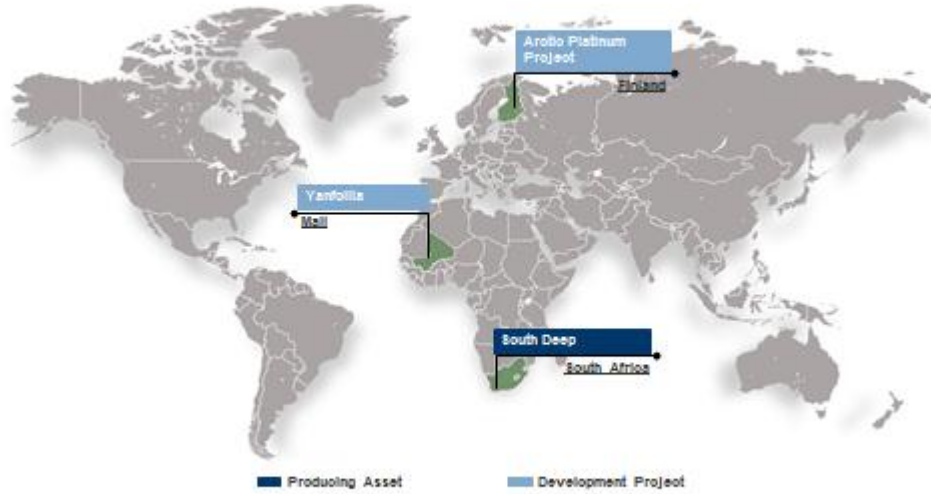 Arctic Platinum
Project
Finland
Yanfolila
Mali
South Deep
South Africa
Producing Asset
Development Project